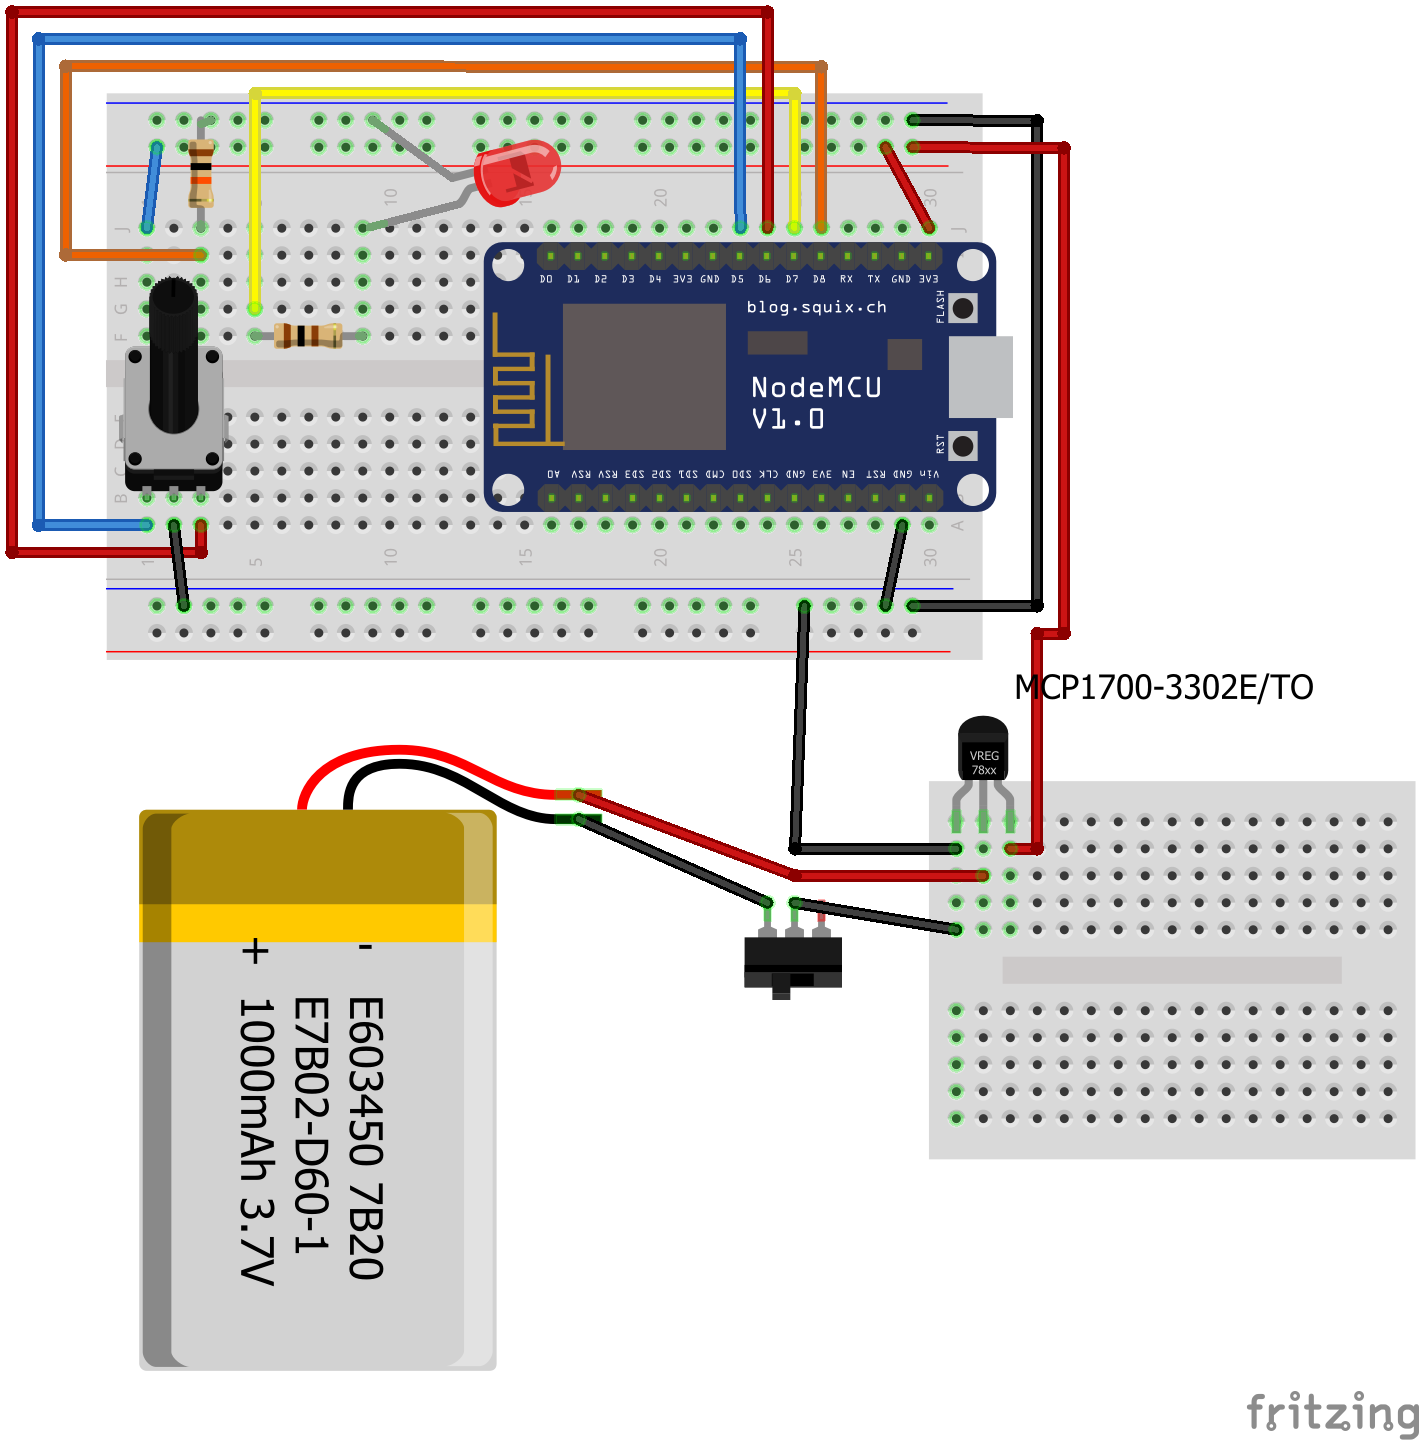 10
15
20
30
J
J
H
G
F
D0 D1 D2 D3 D4 3V3 GND D5 D6 D7 D8 RX TX GND 3V3
blog.squix.ch
FLASH
NodeMCU
V1.0
RST
A0 RSV RSV SD3 SD2 SD1 CMD SD0 CLK GND 3V3 EN RST GND Vin
D
C
B
A
1
5
10
15
20
25
30
MCP1700-3302E/TO
VREG
78xx
- +
E603450 7B20
E7B02-D60-1
1000mAh 3.7V
fritzing